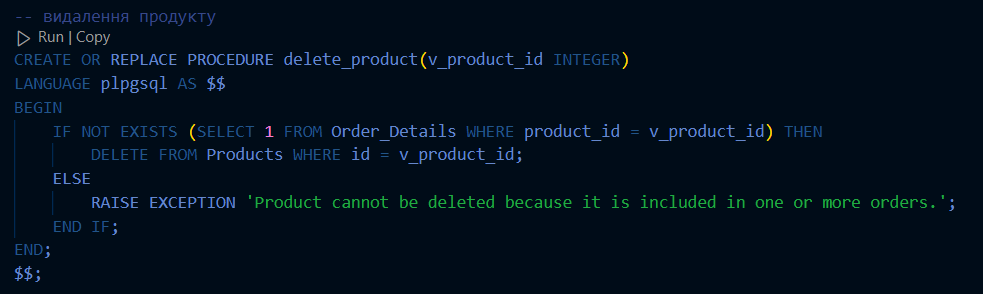 -- видалення продукту
Run | Copy
CREATE OR REPLACE PROCEDURE delete_product(v_product_id INTEGER)
LANGUAGE plpgsql AS $$
BEGIN
    IF NOT EXISTS (SELECT 1 FROM Order_Details WHERE product_id = v_product_id) THEN
        DELETE FROM Products WHERE id = v_product_id;
    ELSE
        RAISE EXCEPTION 'Product cannot be deleted because it is included in one or more orders.';
    END IF;
END;
$$;